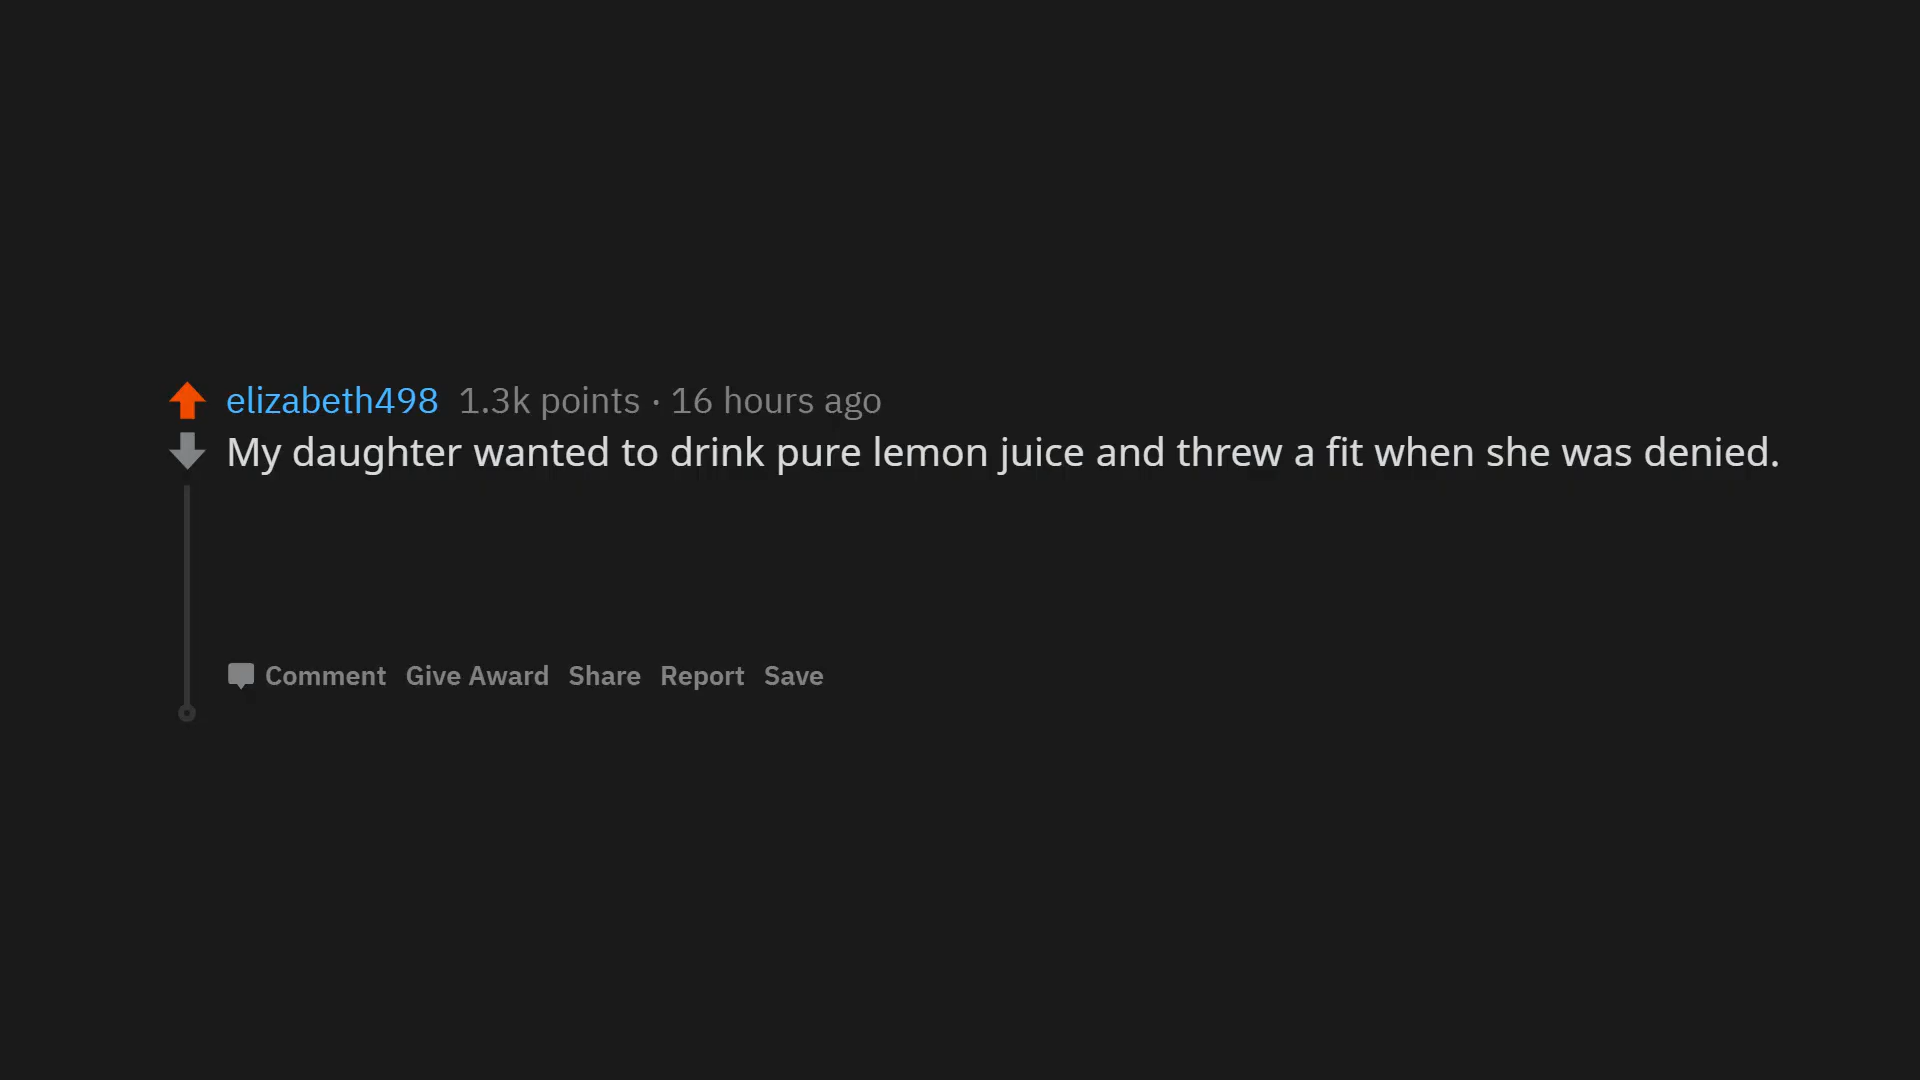 elizabeth498 1.3k points · 16 hours ago
My daughter wanted to drink pure lemon juice and threw a fit when she was denied.
Comment Give Award Share Report Save